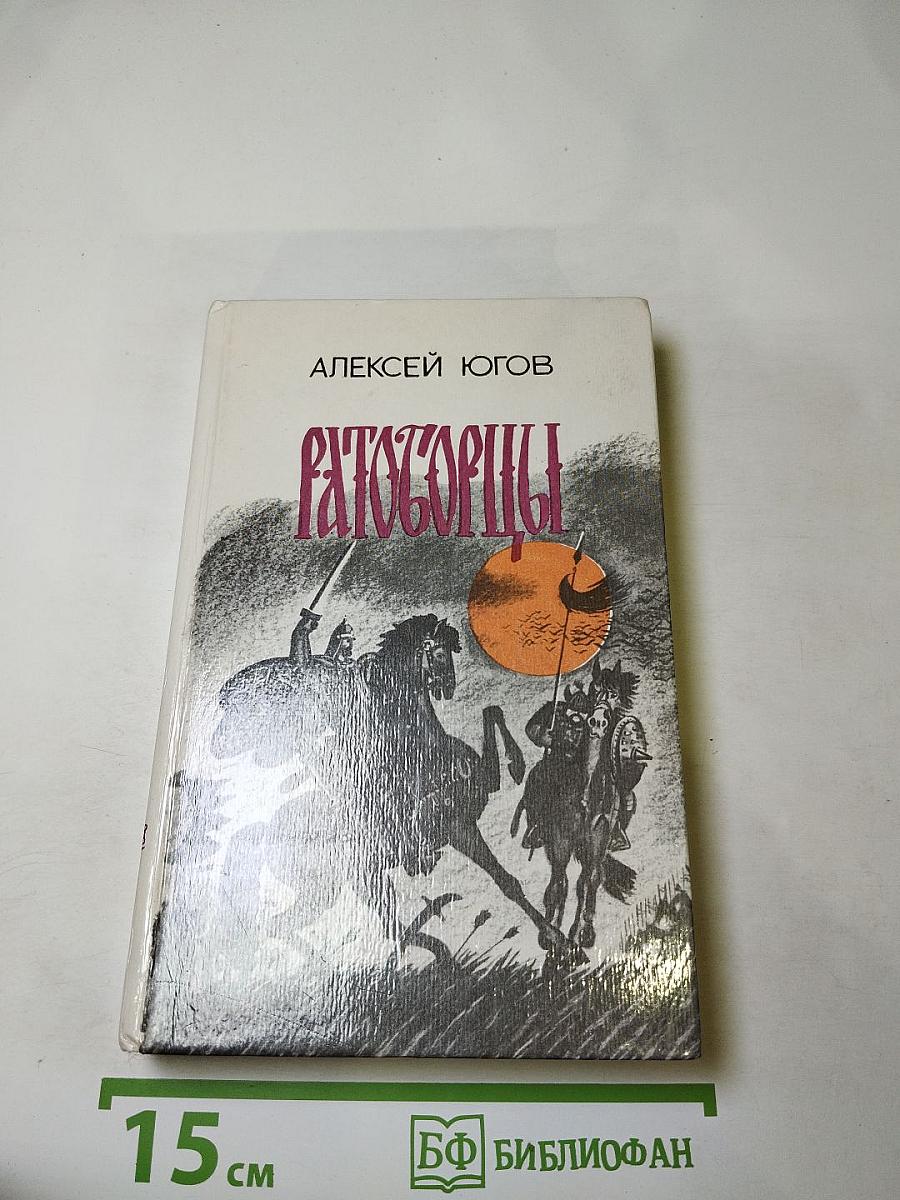 АЛЕКСЕЙ ЮГОВ
РАТОБОРЦЫ
15 см
БФ БИБЛИОФАН